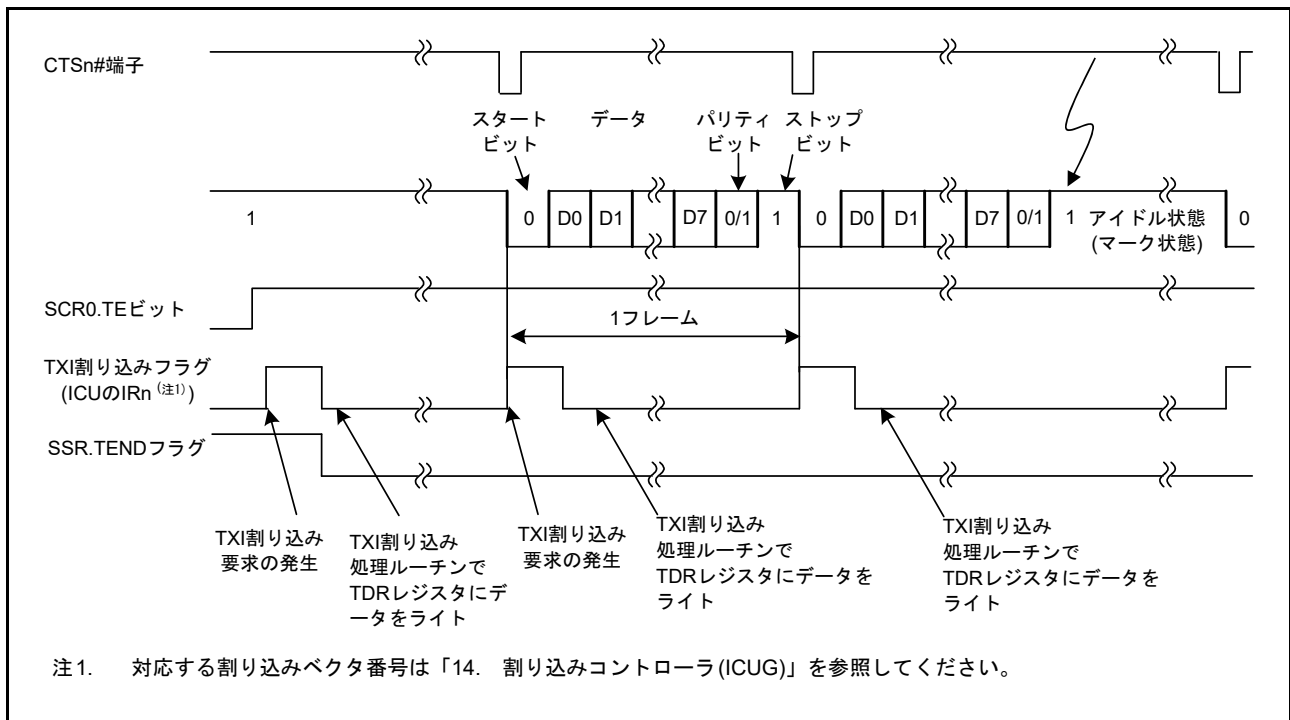 CTSn#端子
スタート
ビット
データ
パリティ
ビット
ストップ
ビット
1
0
D0
D1
D7
0/1
1
0
D0
D1
D7
0/1
1
アイドル状態
(マーク状態)
0
SCR0.TEビット
1フレーム
TXI割り込みフラグ
(ICUのIRn (注1))
SSR.TENDフラグ
TXI割り込み
要求の発生
TXI割り込み
処理ルーチンで
TDRレジスタにデ
ータをライト
TXI割り込み
要求の発生
TXI割り込み
処理ルーチンで
TDRレジスタにデータを
ライト
TXI割り込み
処理ルーチンで
TDRレジスタにデータを
ライト
注1. 対応する割り込みベクタ番号は「14. 割り込みコントローラ(ICUG)」を参照してください。